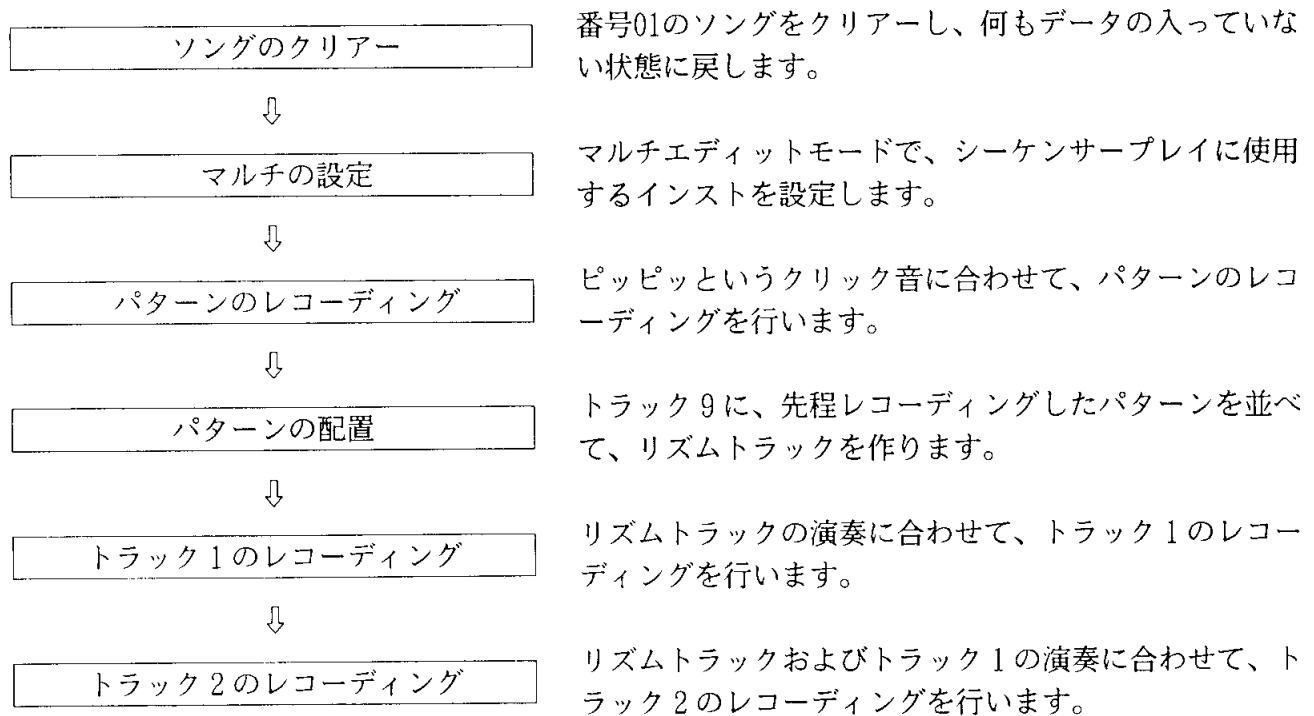 ソングのクリアー
番号01のソングをクリアーし、何もデータの入っていな
い状態に戻します。
⇩
マルチの設定
マルチエディットモードで、シーケンサープレイに使用
するインストを設定します。
⇩
パターンのレコーディング
ピッピッというクリック音に合わせて、パターンのレコ
ーディングを行います。
⇩
パターンの配置
トラック9に、先程レコーディングしたパターンを並べ
て、リズムトラックを作ります。
⇩
トラック1のレコーディング
リズムトラックの演奏に合わせて、トラック1のレコー
ディングを行います。
⇩
トラック2のレコーディング
リズムトラックおよびトラック1の演奏に合わせて、ト
ラック2のレコーディングを行います。